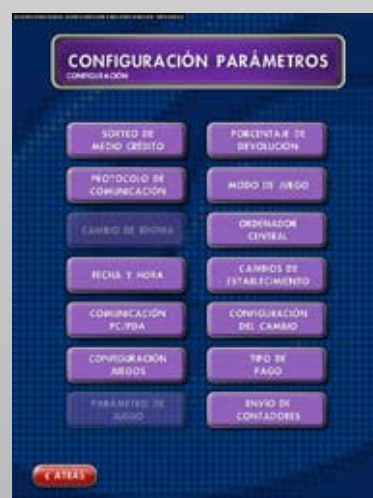 CONFIGURACIÓN PARÁMETROS
CONFIGURACIÓN
SORTEO DE
MEDIO CRÉDITO
PORCENTAJE DE
DEVOLUCIÓN
PROTOCOLO DE
COMUNICACIÓN
MODO DE JUEGO
CAMBIO DE IDIOMA
ORDENADOR
CENTRAL
FECHA Y HORA
CAMBIOS DE
ESTABLECIMIENTO
COMUNICACIÓN
PC/PDA
CONFIGURACIÓN
DEL CAMBIO
CONFIGURACIÓN
JUEGOS
TIPO DE
PAGO
PARÁMETRO DE
JUEGO
ENVÍO DE
CONTADORES
ATRÁS